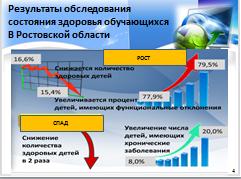 Результаты обследования
состояния здоровья обучающихся
В Ростовской области
16,6%
РОСТ
79,5%
Снижается количество
здоровых детей
15,4%
77,9%
Увеличивается процент
детей, имеющих функциональные отклонения
СПАД
Снижение
количества
здоровых детей
в 2 раза
Увеличение числа
детей, имеющих
хронические
заболевания
20,0%
8,0%
4